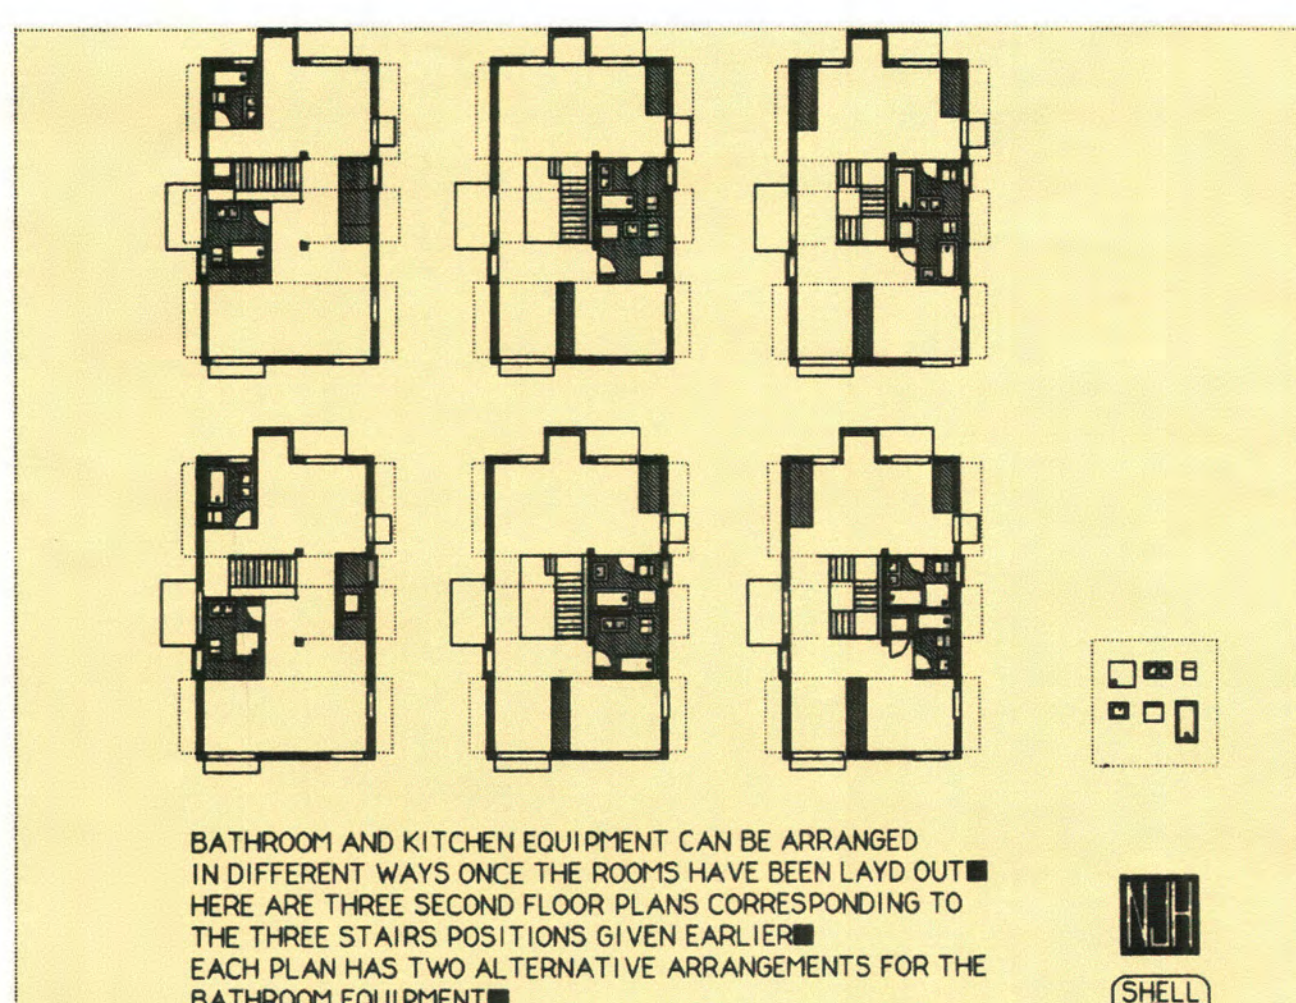 BATHROOM AND KITCHEN EQUIPMENT CAN BE ARRANGED
IN DIFFERENT WAYS ONCE THE ROOMS HAVE BEEN LAYD OUT■
HERE ARE THREE SECOND FLOOR PLANS CORRESPONDING TO
THE THREE STAIRS POSITIONS GIVEN EARLIER■
EACH PLAN HAS TWO ALTERNATIVE ARRANGEMENTS FOR THE
BATHROOM EQUIPMENT■
NJH
SHELL